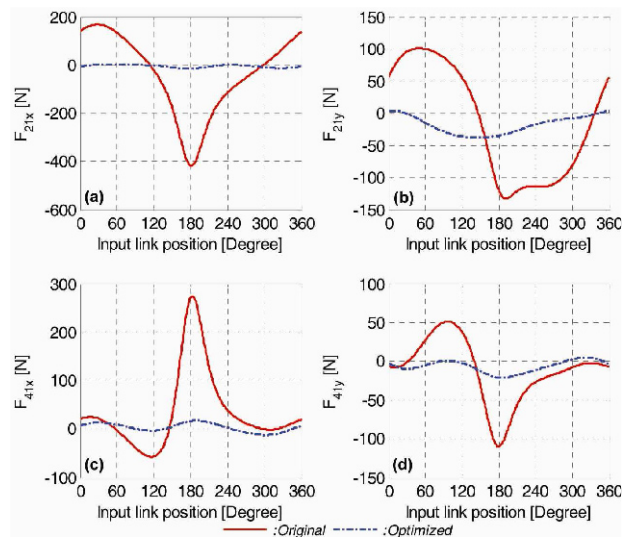 200
0
-200
-400
-600
F21x [N]
(a)
0 60 120 180 240 300 360
Input link position [Degree]
150
100
50
0
-50
-100
-150
F21y [N]
(b)
0 60 120 180 240 300 360
Input link position [Degree]
300
200
100
0
-100
F41x [N]
(c)
0 60 120 180 240 300 360
Input link position [Degree]
100
50
0
-50
-100
-150
F41y [N]
(d)
0 60 120 180 240 300 360
Input link position [Degree]
:Original :Optimized